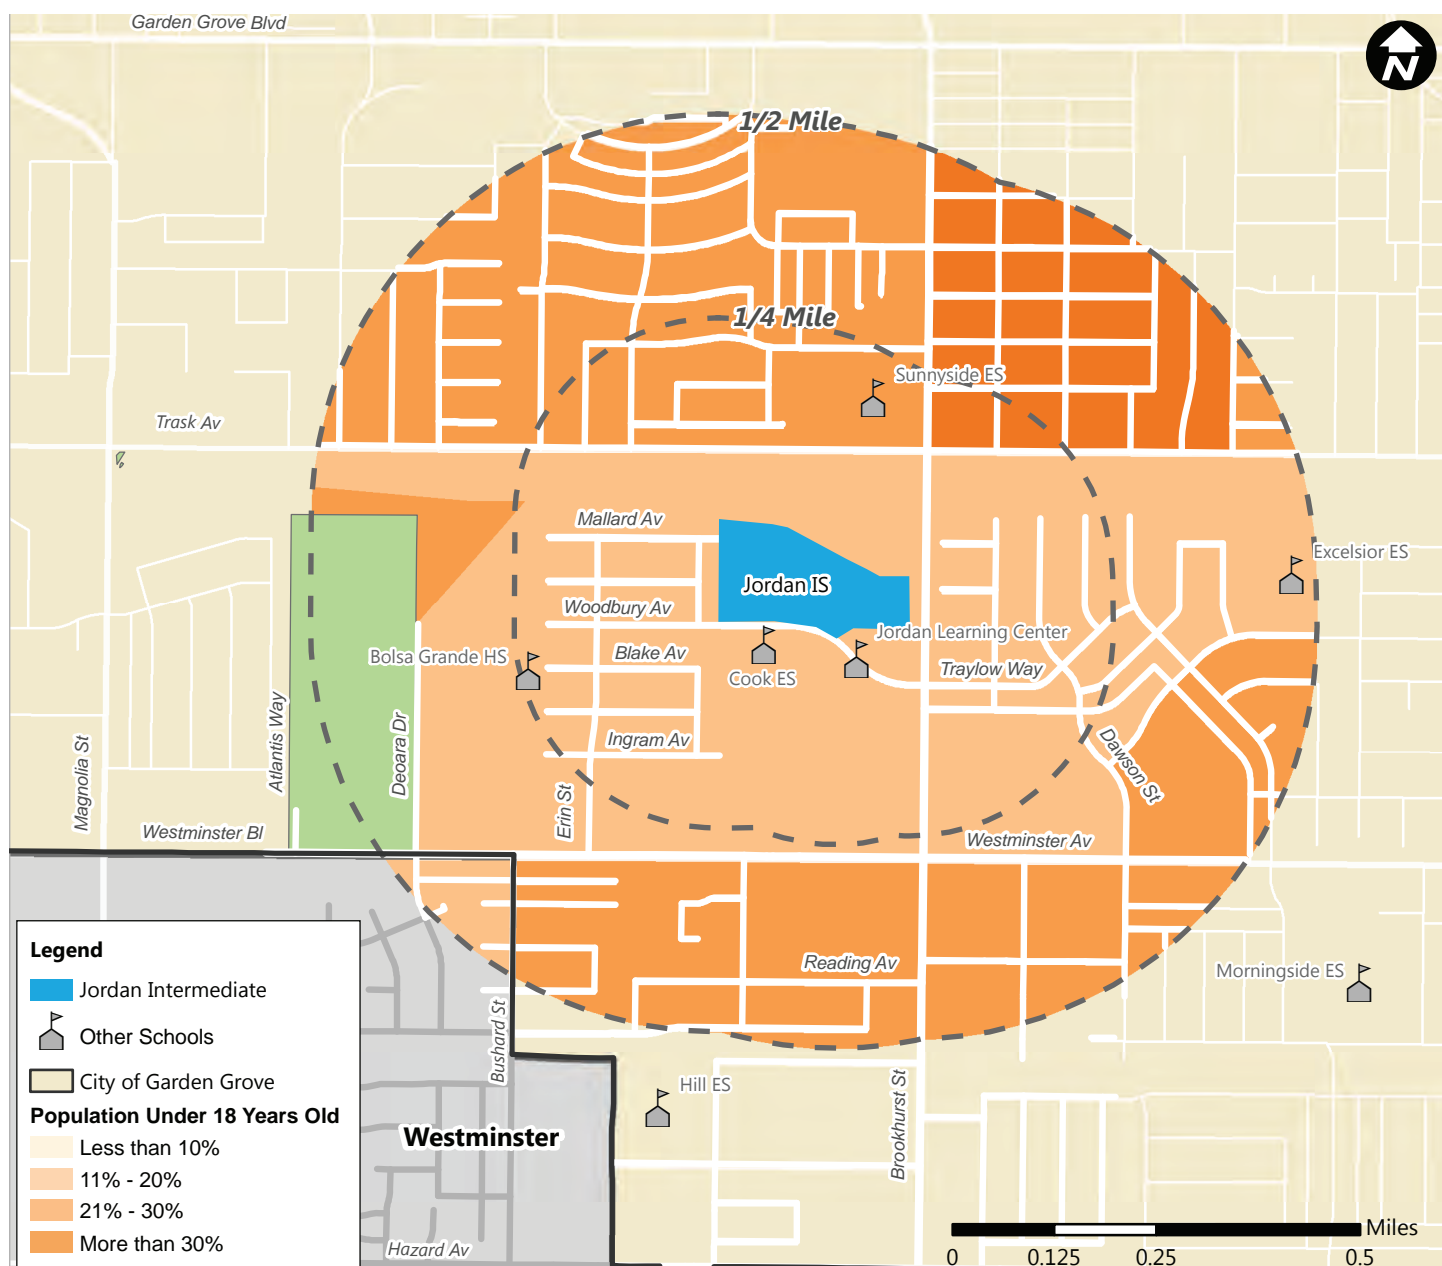 Garden Grove Blvd
N
1/2 Mile
1/4 Mile
Sunnyside ES
Trask Av
Mallard Av
Excelsior ES
Jordan IS
Woodbury Av
Jordan Learning Center
Blake Av
Bolsa Grande HS
Cook ES
Traylow Way
Atlantis Way
Deoara Dr
Magnolia St
Ingram Av
Dawson St
Erin St
Westminster Bl
Westminster Av
Reading Av
Morningside ES
Bushard St
Hill ES
Brookhurst St
Westminster
Hazard Av
Legend
Jordan Intermediate
Other Schools
City of Garden Grove
Population Under 18 Years Old
Less than 10%
11% - 20%
21% - 30%
More than 30%
Miles
0 0.125 0.25 0.5